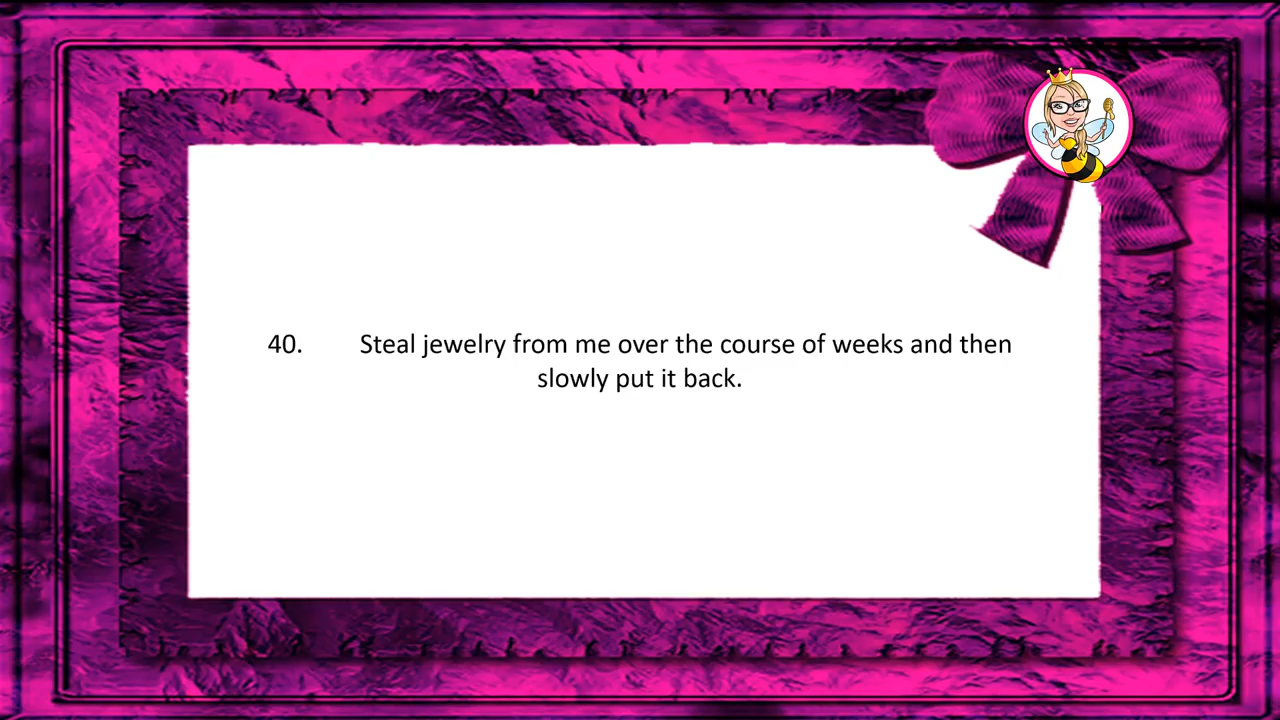 40. Steal jewelry from me over the course of weeks and then
slowly put it back.